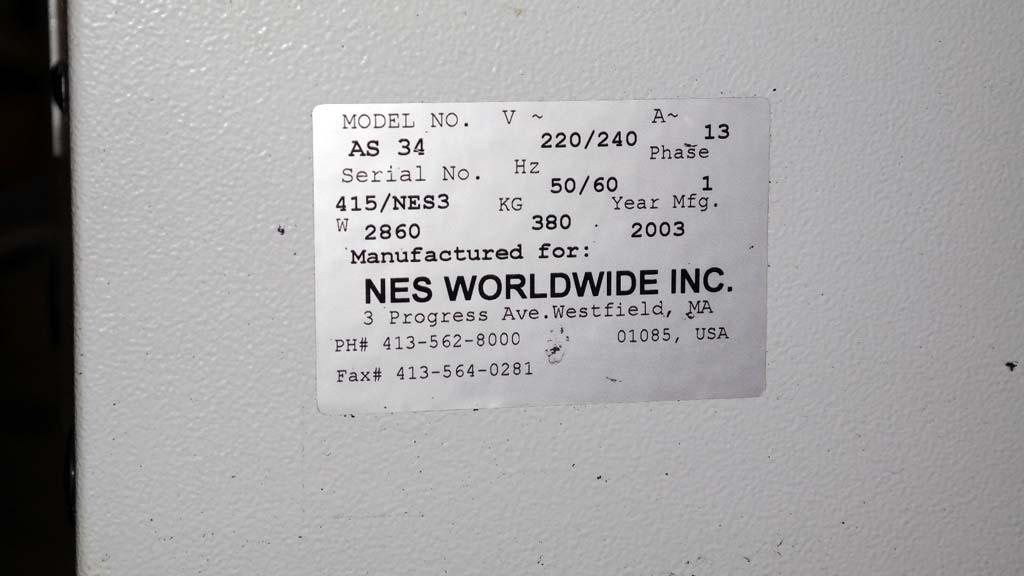 MODEL NO. V ~ A~
AS 34 220/240 13
Serial No. Hz Phase
415/NES3 50/60 1
W KG Year Mfg.
2860 380 2003
Manufactured for:
NES WORLDWIDE INC.
3 Progress Ave.Westfield, MA
PH# 413-562-8000 01085, USA
Fax# 413-564-0281